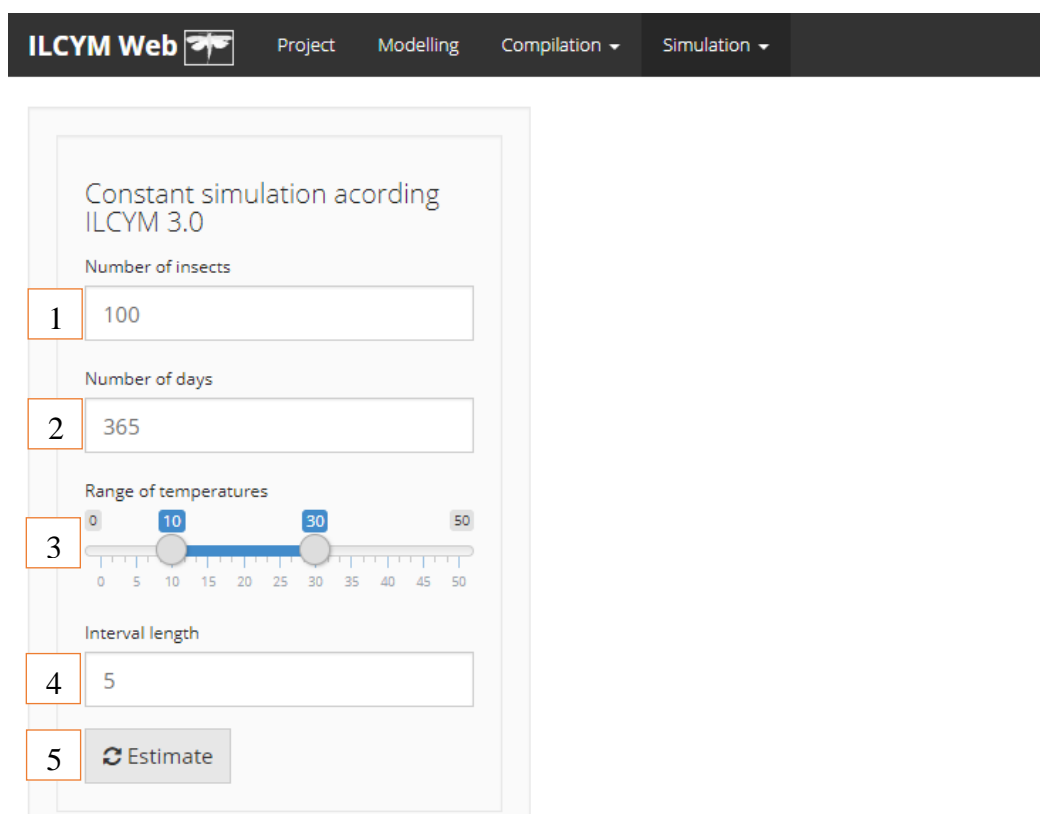 ILCYM Web Project Modelling Compilation Simulation
Constant simulation acording
ILCYM 3.0
Number of insects
1 100
Number of days
2 365
Range of temperatures
0 10 30 50
3
0 5 10 15 20 25 30 35 40 45 50
Interval length
4 5
5 Estimate